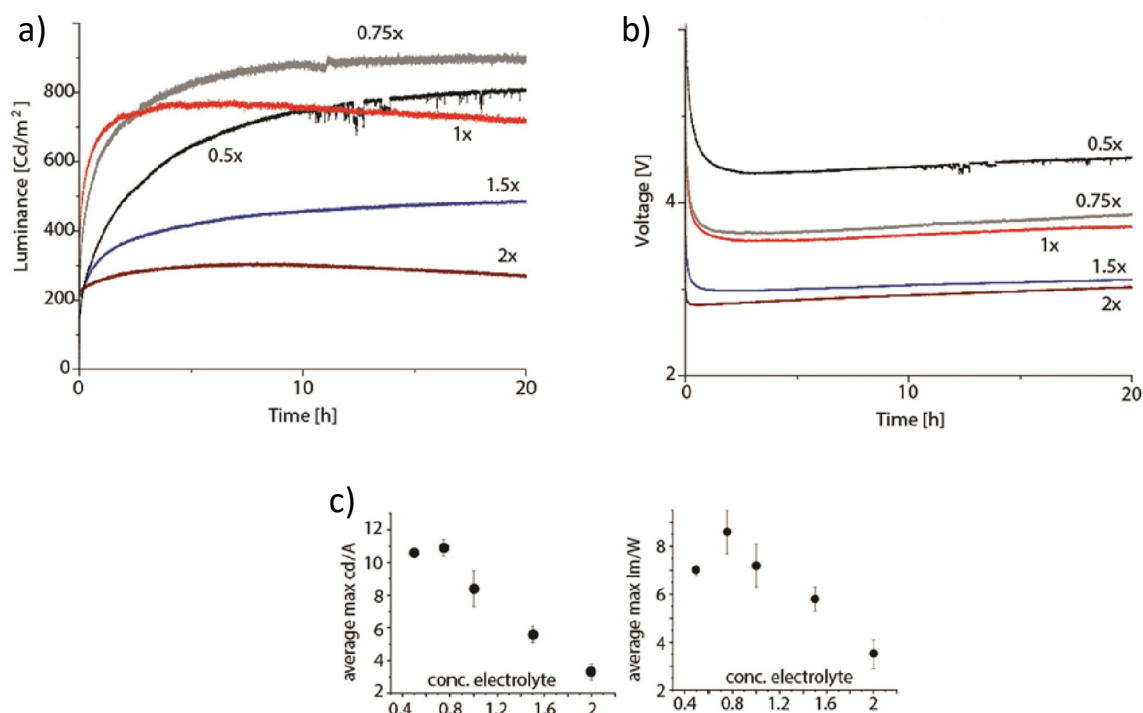 a)
Luminance [Cd/m²]
800
600
400
200
0
0
10
20
Time [h]
0.75x
0.5x
1x
1.5x
2x
b)
Voltage [V]
4
2
0
10
20
Time [h]
0.5x
0.75x
1x
1.5x
2x
c)
average max cd/A
12
10
8
6
4
2
conc. electrolyte
0.4 0.8 1.2 1.6 2
average max lm/W
8
6
4
2
conc. electrolyte
0.4 0.8 1.2 1.6 2